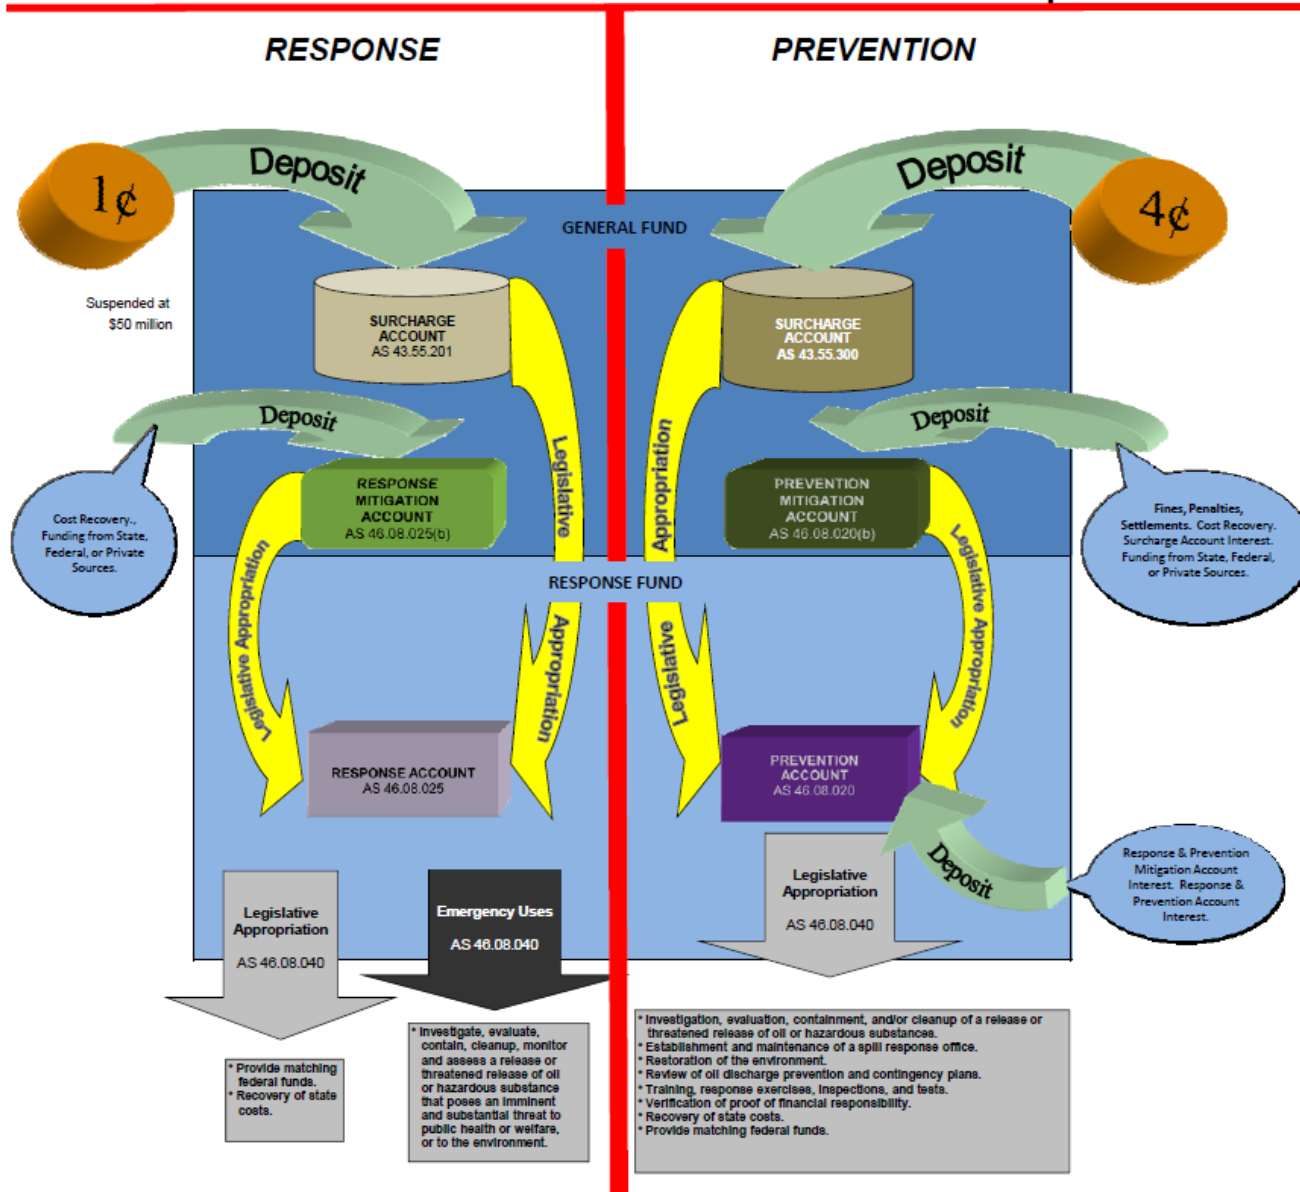 RESPONSE
PREVENTION
1¢
Deposit
Deposit
4¢
GENERAL FUND
Suspended at
$50 million
SURCHARGE
ACCOUNT
AS 43.55.201
SURCHARGE
ACCOUNT
AS 43.55.300
Deposit
Deposit
Legislative
Appropriation
Appropriation
Legislative
Cost Recovery.,
Funding from State,
Federal, or Private
Sources.
RESPONSE
MITIGATION
ACCOUNT
AS 46.08.025(b)
PREVENTION
MITIGATION
ACCOUNT
AS 46.08.020(b)
Fines, Penalties,
Settlements. Cost Recovery.
Surcharge Account Interest.
Funding from State, Federal,
or Private Sources.
RESPONSE FUND
Legislative Appropriation
Legislative Appropriation
RESPONSE ACCOUNT
AS 46.08.025
PREVENTION
ACCOUNT
AS 46.08.020
Deposit
Response & Prevention
Mitigation Account
Interest. Response &
Prevention Account
Interest.
Legislative
Appropriation
AS 46.08.040
Emergency Uses
AS 46.08.040
Legislative
Appropriation
AS 46.08.040
* Provide matching
federal funds.
* Recovery of state
costs.
* Investigate, evaluate,
contain, cleanup, monitor
and assess a release or
threatened release of oil
or hazardous substance
that poses an imminent
and substantial threat to
public health or welfare,
or to the environment.
* Investigation, evaluation, containment, and/or cleanup of a release or
threatened release of oil or hazardous substances.
* Establishment and maintenance of a spill response office.
* Restoration of the environment.
* Review of oil discharge prevention and contingency plans.
* Training, response exercises, inspections, and tests.
* Verification of proof of financial responsibility.
* Recovery of state costs.
* Provide matching federal funds.